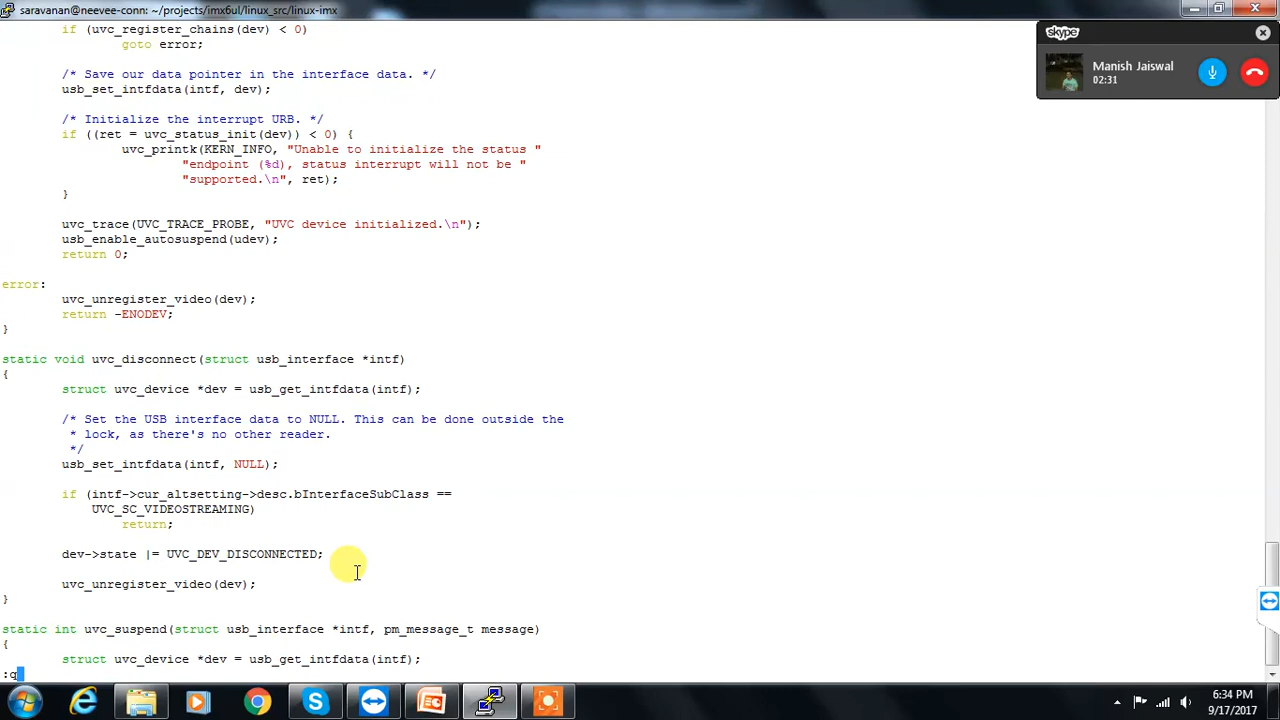 saravanan@neevee-conn: ~/projects/imx6ul/linux_src/linux-imx
if (uvc_register_chains(dev) < 0)
goto error;
/* Save our data pointer in the interface data. */
usb_set_intfdata(intf, dev);
/* Initialize the interrupt URB. */
if ((ret = uvc_status_init(dev)) < 0) {
uvc_printk(KERN_INFO, "Unable to initialize the status "
"endpoint (%d), status interrupt will not be "
"supported.\n", ret);
}
uvc_trace(UVC_TRACE_PROBE, "UVC device initialized.\n");
usb_enable_autosuspend(udev);
return 0;
error:
uvc_unregister_video(dev);
return -ENODEV;
}
static void uvc_disconnect(struct usb_interface *intf)
{
struct uvc_device *dev = usb_get_intfdata(intf);
/* Set the USB interface data to NULL. This can be done outside the
* lock, as there's no other reader.
*/
usb_set_intfdata(intf, NULL);
if (intf->cur_altsetting->desc.bInterfaceSubClass ==
UVC_SC_VIDEOSTREAMING)
return;
dev->state |= UVC_DEV_DISCONNECTED;
uvc_unregister_video(dev);
}
static int uvc_suspend(struct usb_interface *intf, pm_message_t message)
{
struct uvc_device *dev = usb_get_intfdata(intf);
:q
skype
Manish Jaiswal
02:31
6:34 PM
9/17/2017